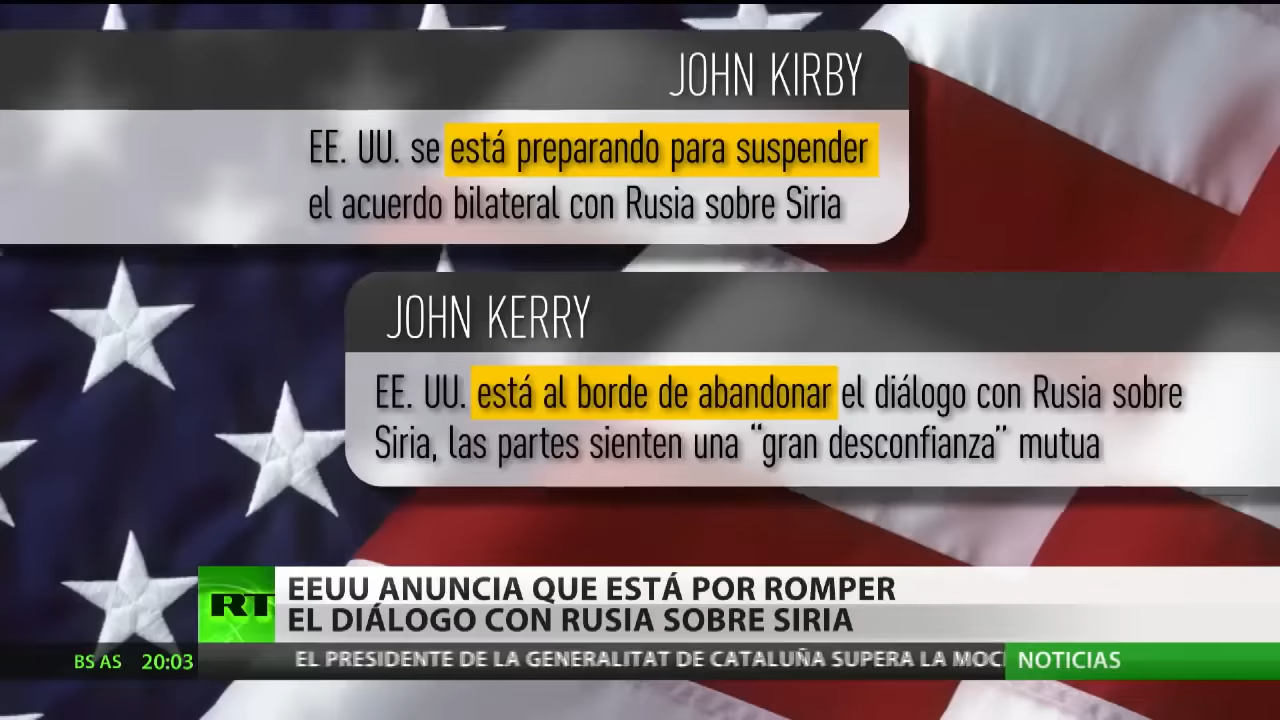 JOHN KIRBY
EE. UU. se está preparando para suspender
el acuerdo bilateral con Rusia sobre Siria
JOHN KERRY
EE. UU. está al borde de abandonar el diálogo con Rusia sobre
Siria, las partes sienten una “gran desconfianza” mutua
RT
EEUU ANUNCIA QUE ESTÁ POR ROMPER
EL DIÁLOGO CON RUSIA SOBRE SIRIA
BS AS 20:03
EL PRESIDENTE DE LA GENERALITAT DE CATALUÑA SUPERA LA
NOTICIAS